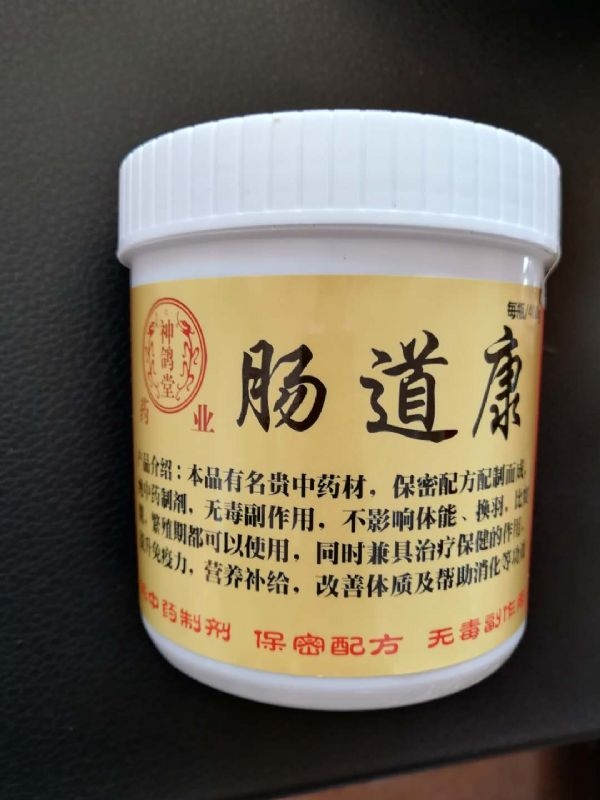 神鸽堂
药业
每瓶/40
肠道康
产品介绍：本品有名贵中药材，保密配方配制而成，
纯中药制剂，无毒副作用，不影响体能、换羽，比赛
，繁殖期都可以使用，同时兼具治疗保健的作用，
提升免疫力，营养补给，改善体质及帮助消化等功
中药制剂 保密配方 无毒副作用